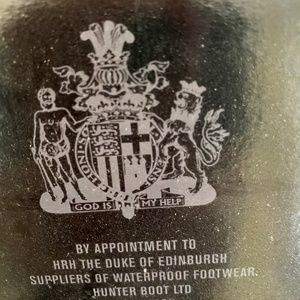 GOD IS MY HELP
BY APPOINTMENT TO
HRH THE DUKE OF EDINBURGH
SUPPLIERS OF WATERPROOF FOOTWEAR.
HUNTER BOOT LTD